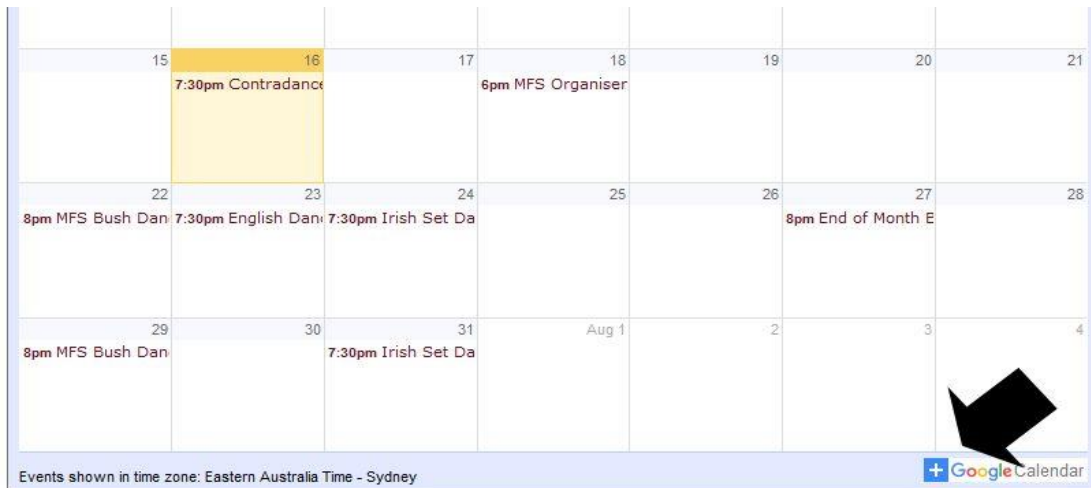 15 16 17 18 19 20 21
7:30pm Contradance 6pm MFS Organiser
22 23 24 25 26 27 28
8pm MFS Bush Dan 7:30pm English Danc 7:30pm Irish Set Da 8pm End of Month B
29 30 31 Aug 1 2 3 4
8pm MFS Bush Dan 7:30pm Irish Set Da
Events shown in time zone: Eastern Australia Time - Sydney
+ Google Calendar